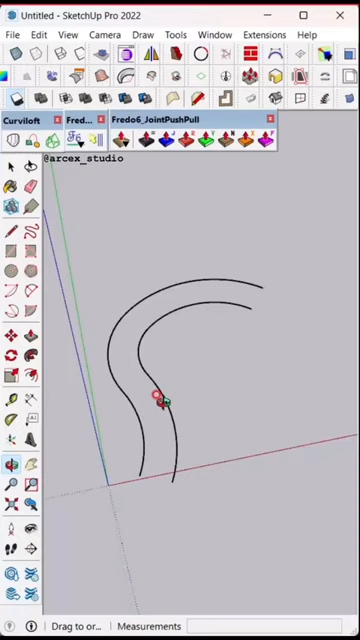 Untitled - SketchUp Pro 2022
File Edit View Camera Draw Tools Window Extensions Help
Curviloft Fred... Fredo6_JointPushPull
@arcex_studio
Drag to or... Measurements